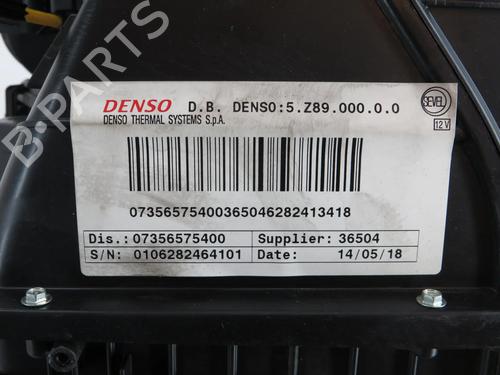 DENSO D.B. DENSO:5.Z89.000.0.0
DENSO THERMAL SYSTEMS S.p.A.
SEVEL
12 V
07356575400365046282413418
Dis.: 07356575400 Supplier: 36504
S/N: 0106282464101 Date: 14/05/18
B-PARTS